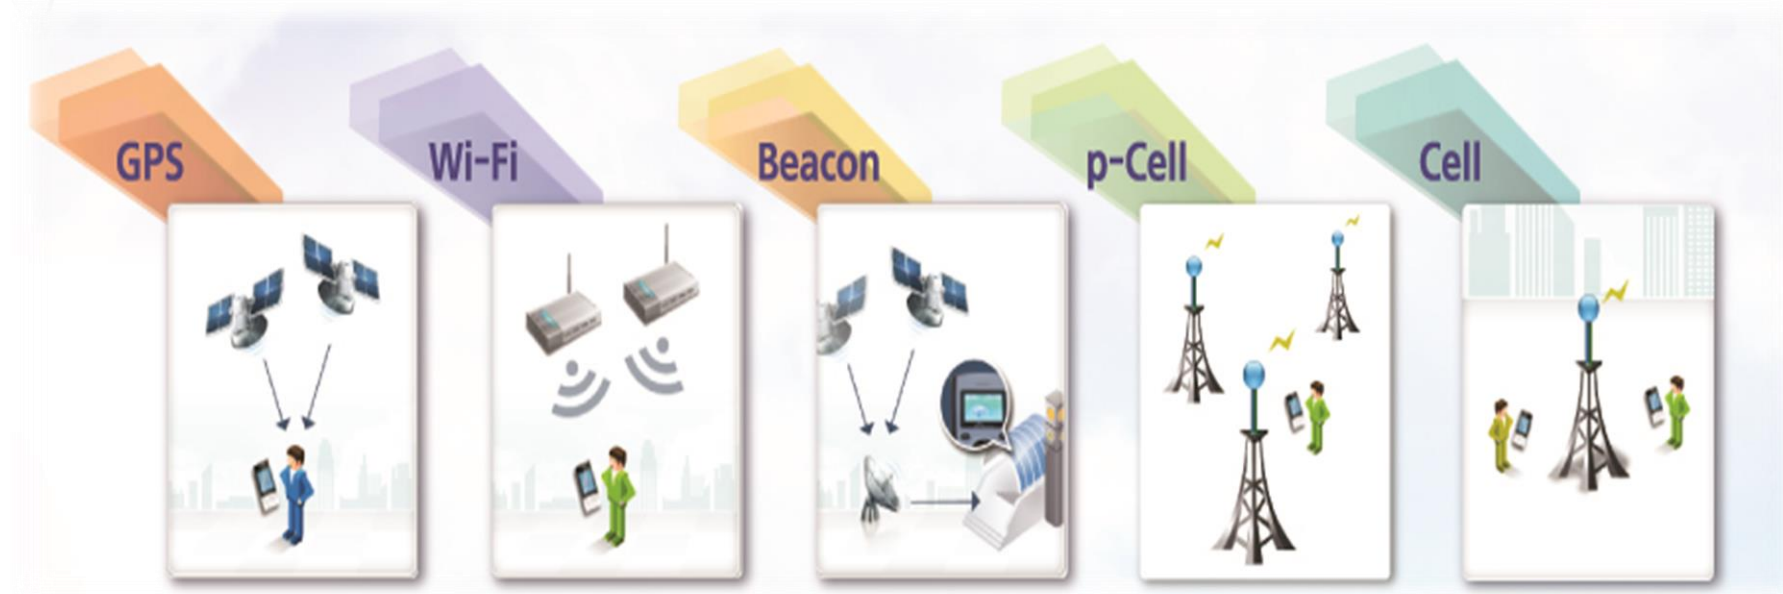 GPS
Wi-Fi
Beacon
p-Cell
Cell